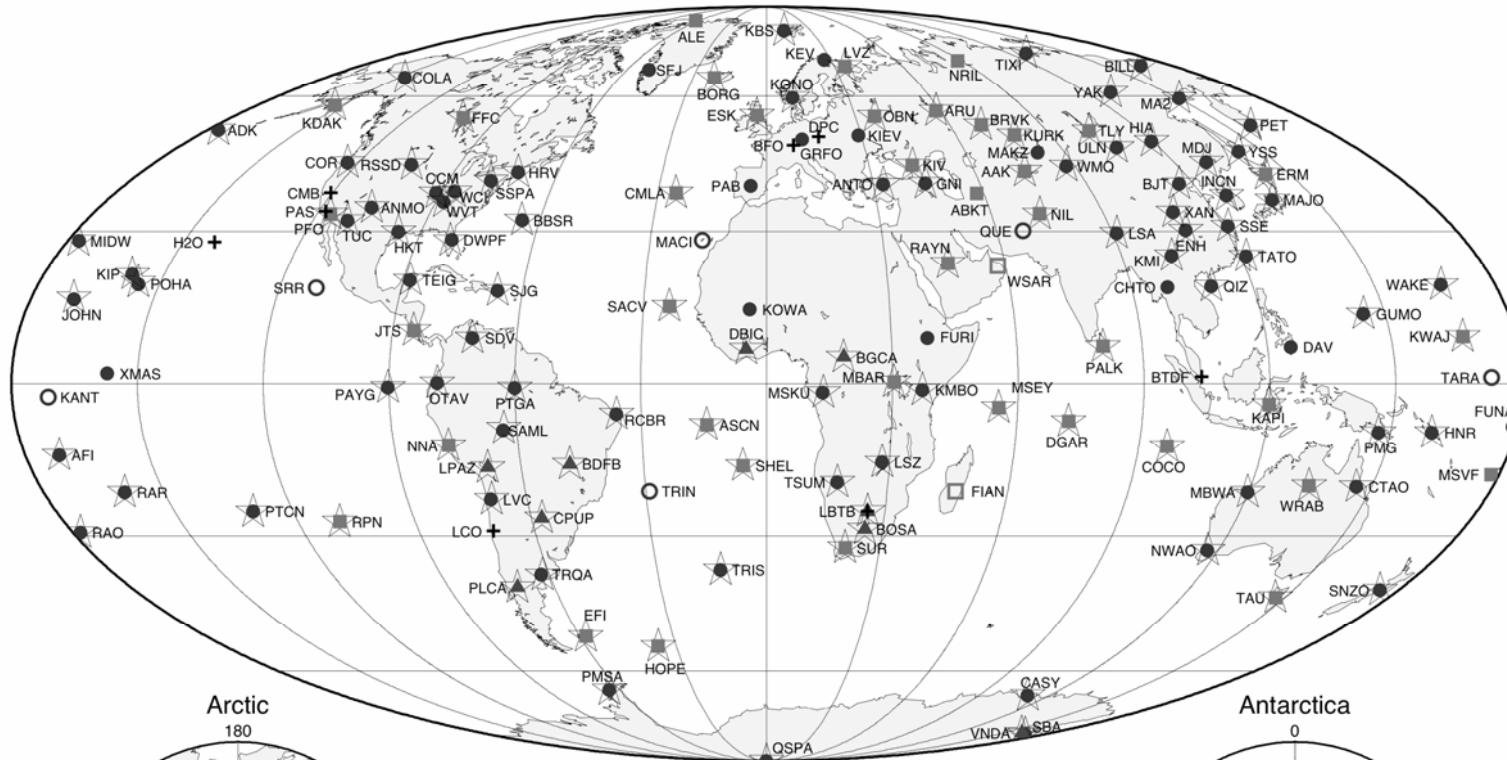 ALE
KBS
KEV
LVZ
NRIL
TIXI
BILL
COLA
SFJ
BORG
KONO
YAK
MA2
KDAK
FFC
ESK
OBN
ARU
BRVK
KURK
TLY
HIA
PET
ADK
DPC
BFO
GRFO
KIEV
MAKZ
ULN
MDJ
YSS
COR
RSSD
CCM
HRV
SSPA
WCI
WVT
CMB
PAS
PFO
TUC
ANMO
HKT
DWPF
BBSR
CMLA
PAB
ANTO
KIV
GNI
ABKT
AAK
WMQ
NIL
BJT
INCN
ERM
MAJO
XAN
SSE
ENH
LSA
QUE
KMI
TATO
MIDW
H2O
KIP
POHA
JOHN
SRR
TEIG
SJG
MACI
SACV
RAYN
WSAR
CHTO
QIZ
WAKE
GUMO
KWAJ
JTS
SDV
KOWA
DBIC
BGCA
FURI
PALK
DAV
XMAS
KANT
PAYG
OTAV
PTGA
MSKU
MBAR
KMBO
MSEY
BTDF
KAPI
TARA
FUNA
RCBR
ASCN
SAML
DGAR
COCO
PMG
HNR
AFI
NNA
LPAZ
BDFB
SHEL
LSZ
MSVF
RAR
PTCN
RPN
LVC
CPUP
TRIN
TSUM
FIAN
MBWA
WRAB
CTAO
RAO
LCO
LBTB
BOSA
SUR
NWAO
PLCA
TRQA
TRIS
TAU
SNZO
EFI
HOPE
PMSA
CASY
VNDA
SBA
QSPA
Arctic
180
Antarctica
0